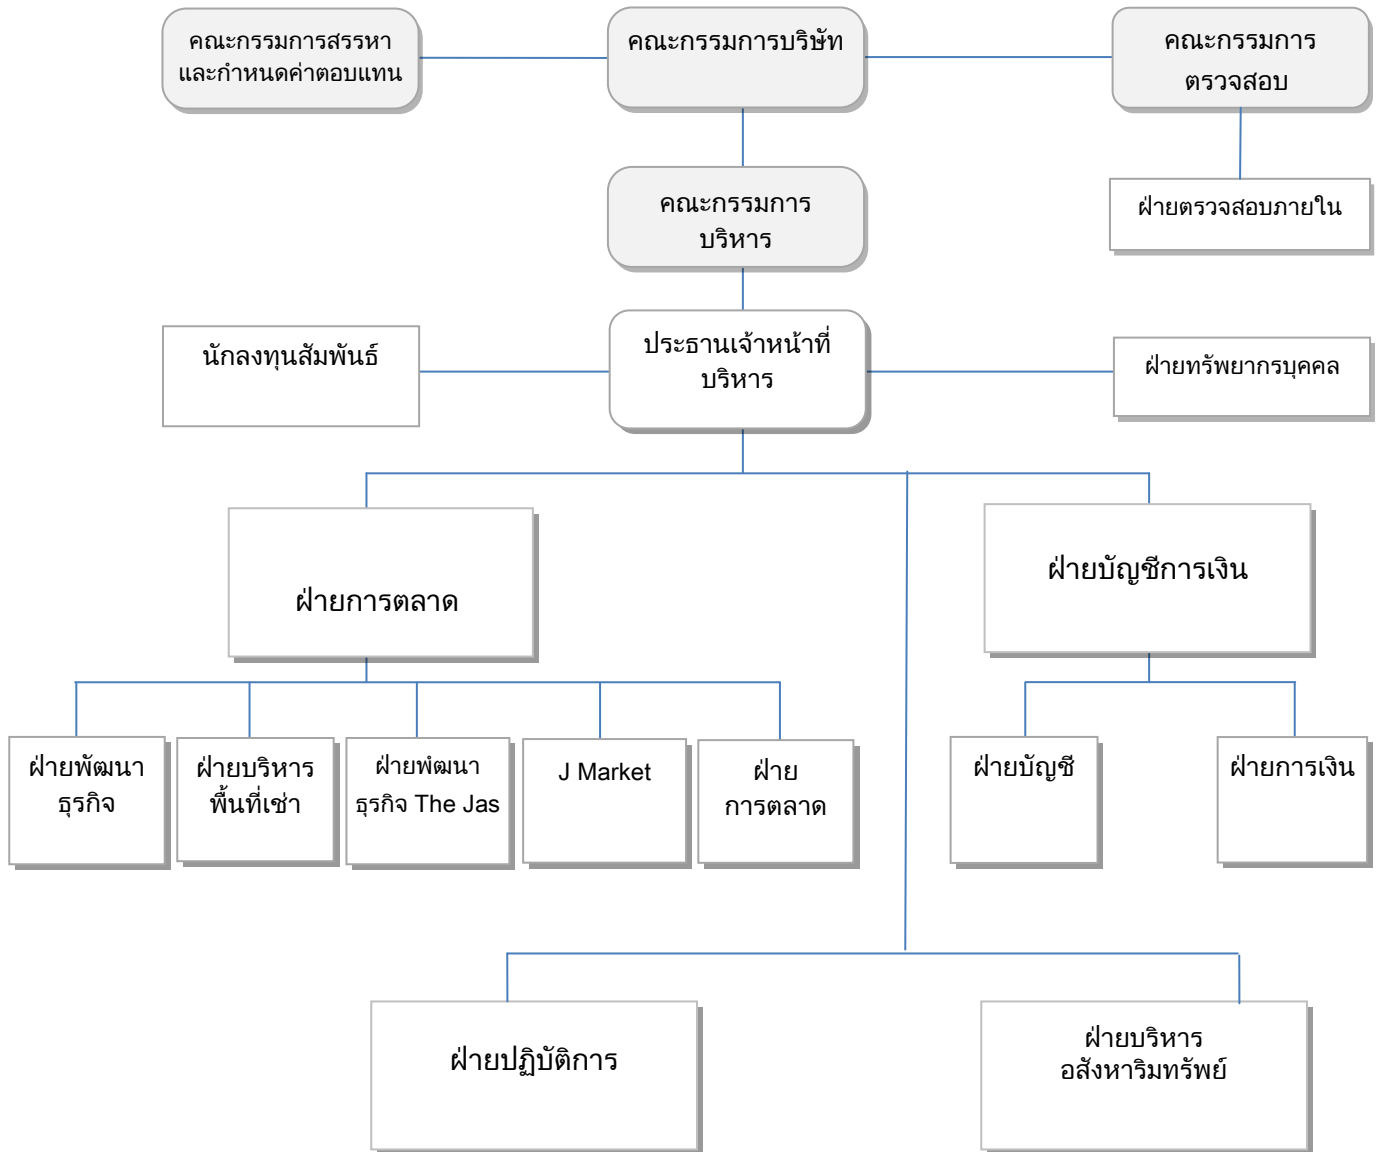 คณะกรรมการสรรหา
และกำหนดค่าตอบแทน
คณะกรรมการบริษัท
คณะกรรมการ
ตรวจสอบ
คณะกรรมการ
บริหาร
ฝ่ายตรวจสอบภายใน
นักลงทุนสัมพันธ์
ประธานเจ้าหน้าที่
บริหาร
ฝ่ายทรัพยากรบุคคล
ฝ่ายการตลาด
ฝ่ายบัญชีการเงิน
ฝ่ายพัฒนา
ธุรกิจ
ฝ่ายบริหาร
พื้นที่เช่า
ฝ่ายพํฒนา
ธุรกิจ The Jas
J Market
ฝ่าย
การตลาด
ฝ่ายบัญชี
ฝ่ายการเงิน
ฝ่ายปฏิบัติการ
ฝ่ายบริหาร
อสังหาริมทรัพย์